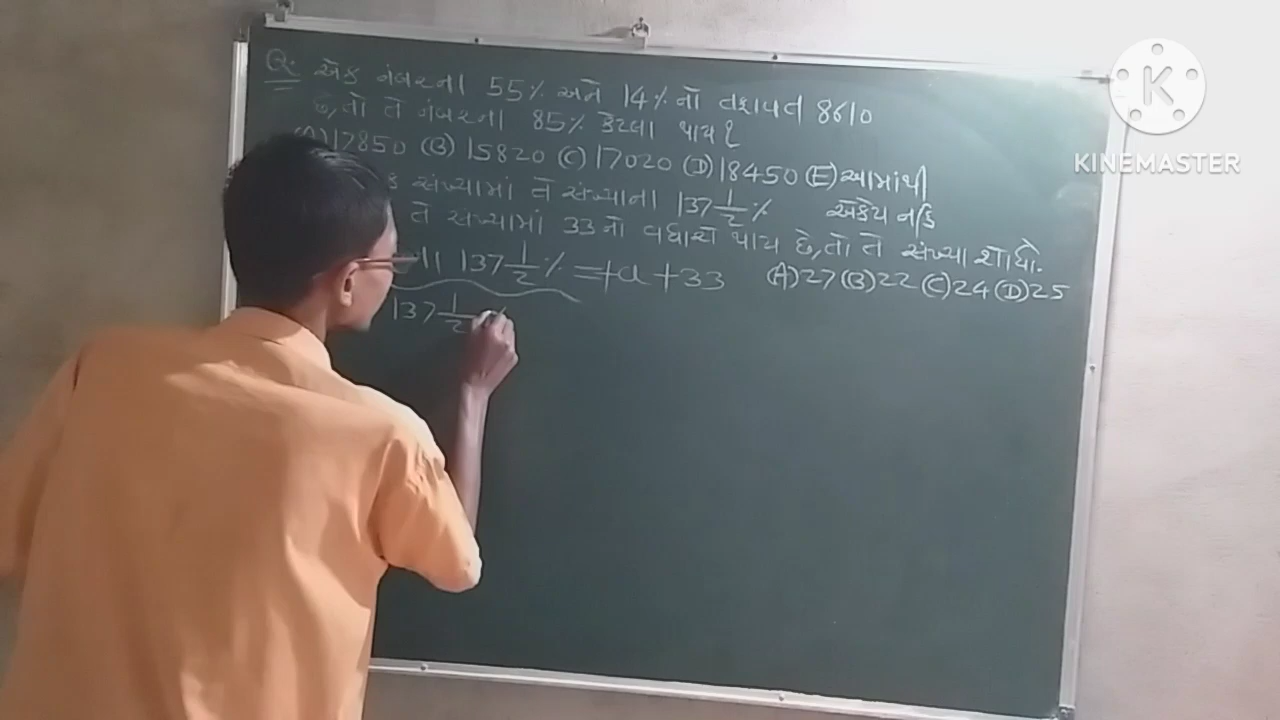 Q. એક નંબરના 55% અને 14% નો તફાવત 8610
છે, તો તે નંબરના 85% કેટલા થાય ?
(A) 17850 (B) 15820 (C) 17020 (D) 18450 (E) આમાંથી
એકેય નહિ
ક સંખ્યામાં તે સંખ્યાના 137 1/2 %
તે સંખ્યામાં 33 નો વધારો થાય છે, તો તે સંખ્યા શોધો.
(A) 27 (B) 22 (C) 24 (D) 25
ના 137 1/2 % = + a + 33
137 1/2
K
KINEMASTER